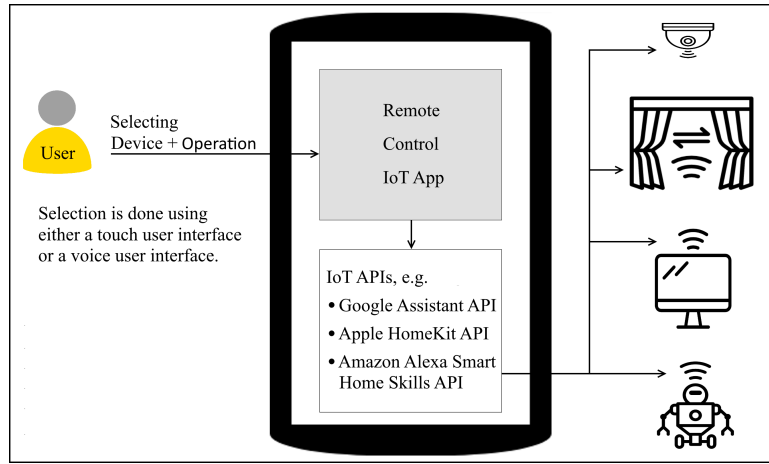 User
Selecting
Device + Operation
Selection is done using
either a touch user interface
or a voice user interface.
Remote
Control
IoT App
IoT APIs, e.g.
• Google Assistant API
• Apple HomeKit API
• Amazon Alexa Smart
Home Skills API